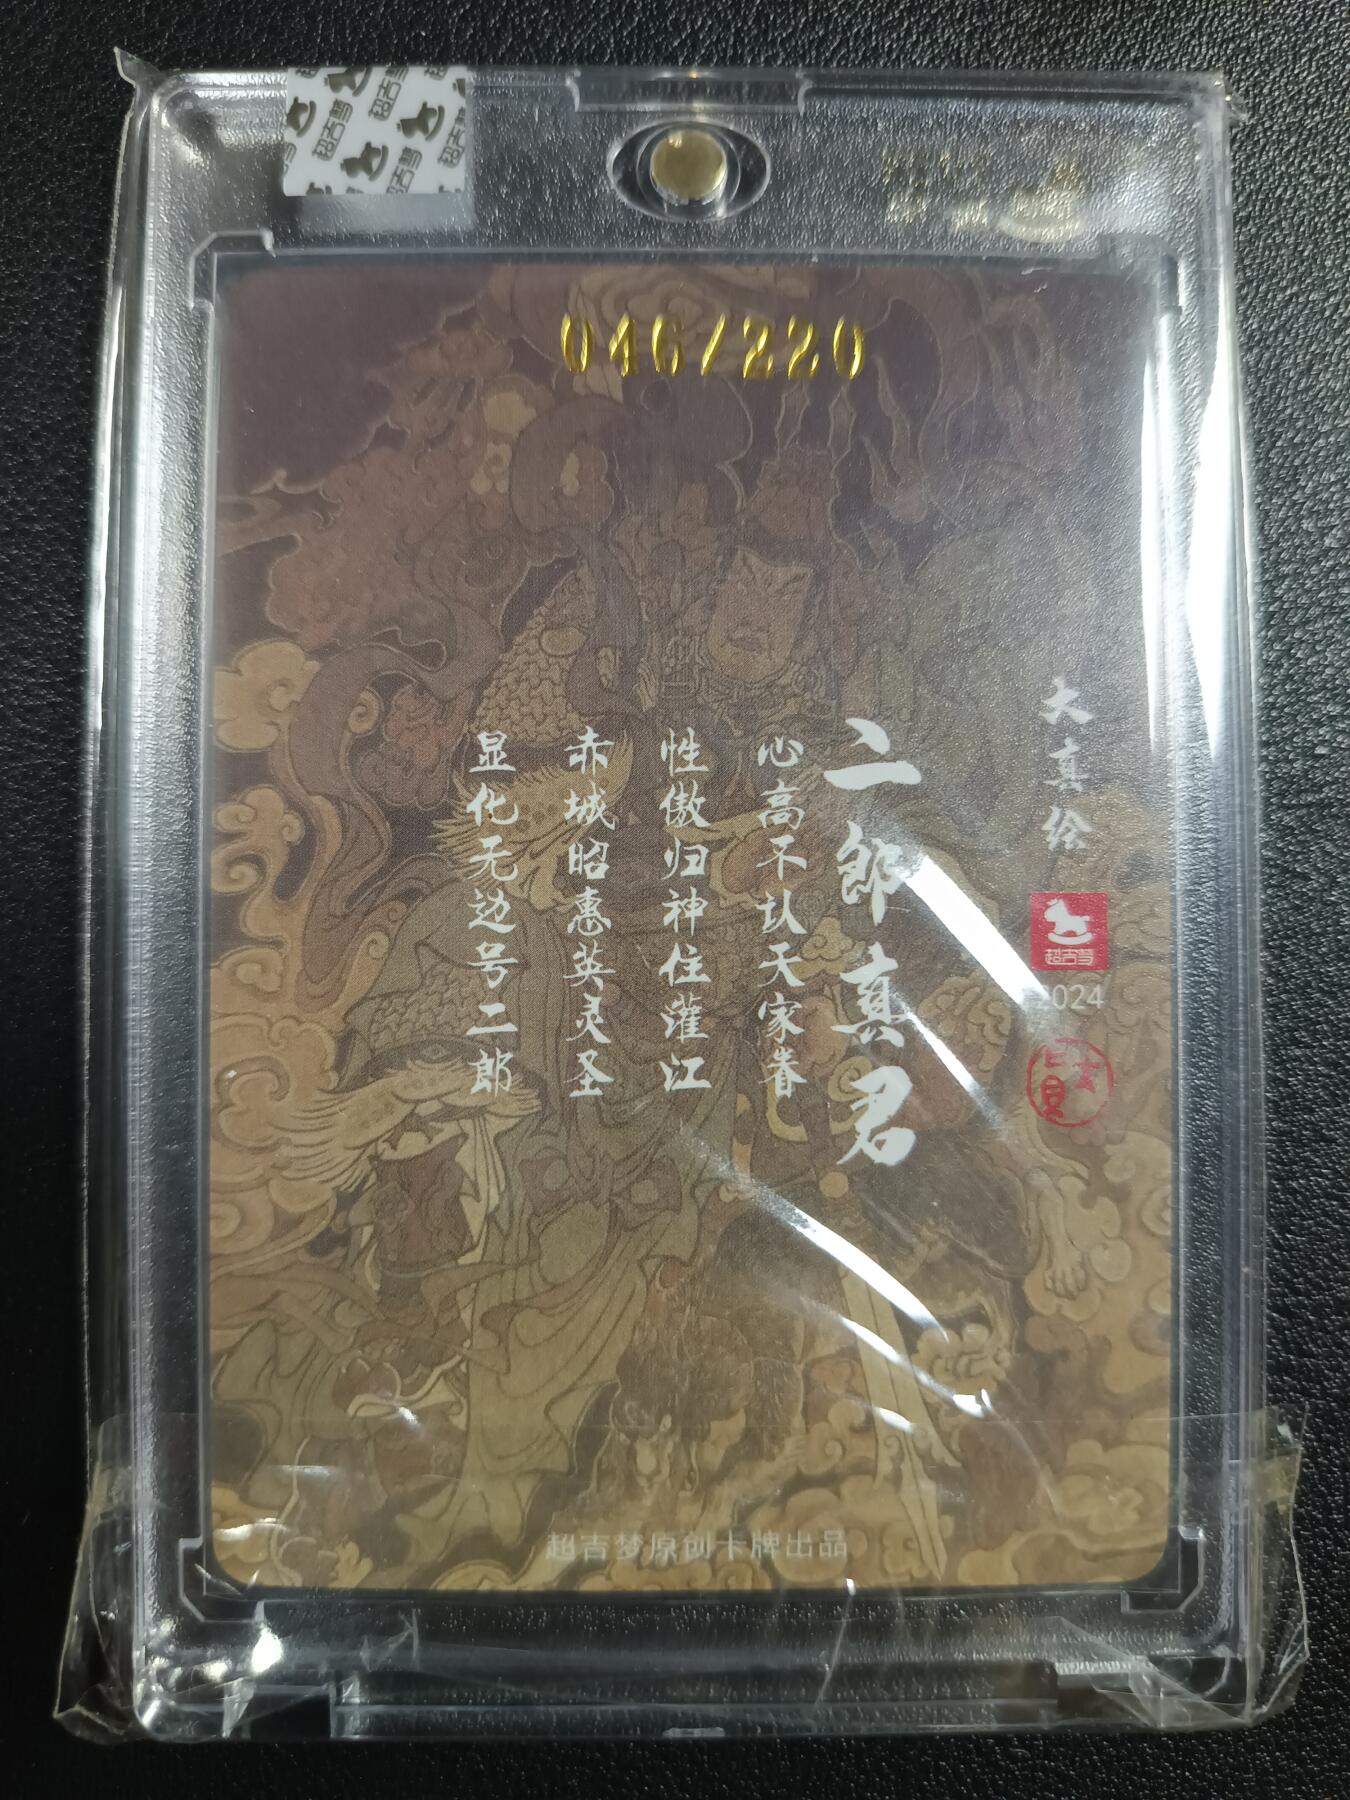 046/220
大真绘
超吉梦
2024
二郎真君
心高不认天家眷
性傲归神住灌江
赤城昭惠英灵圣
显化无边号二郎
超吉梦原创卡牌出品